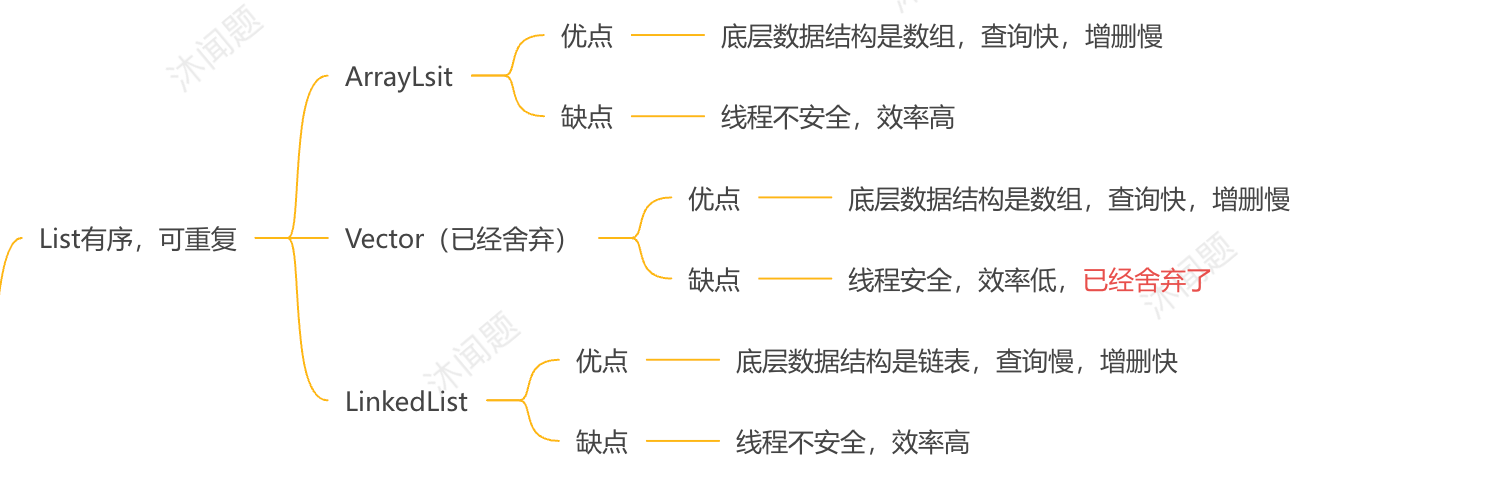 List有序，可重复
ArrayLsit
优点
底层数据结构是数组，查询快，增删慢
缺点
线程不安全，效率高
Vector（已经舍弃）
优点
底层数据结构是数组，查询快，增删慢
缺点
线程安全，效率低，已经舍弃了
LinkedList
优点
底层数据结构是链表，查询慢，增删快
缺点
线程不安全，效率高
沐闻题
沐闻题
沐闻题